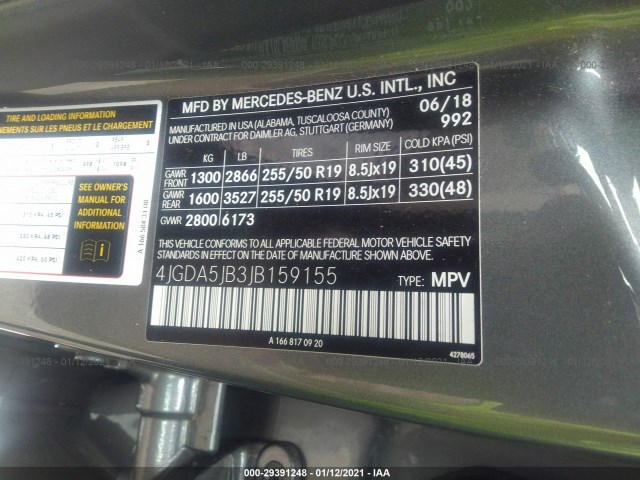 MFD BY MERCEDES-BENZ U.S. INTL., INC
MANUFACTURED IN USA (ALABAMA, TUSCALOOSA COUNTY) 06/18
UNDER CONTRACT FOR DAIMLER AG, STUTTGART (GERMANY) 992
KG LB TIRES RIM SIZE COLD KPA (PSI)
GAWR FRONT 1300 2866 255/50 R19 8.5Jx19 310(45)
GAWR REAR 1600 3527 255/50 R19 8.5Jx19 330(48)
GVWR 2800 6173
THIS VEHICLE CONFORMS TO ALL APPLICABLE FEDERAL MOTOR VEHICLE SAFETY
STANDARDS IN EFFECT ON THE DATE OF MANUFACTURE SHOWN ABOVE.
4JGDA5JB3JB159155 TYPE: MPV
A 166 817 09 20
4278065
TIRE AND LOADING INFORMATION
NEMENTS SUR LES PNEUS ET LE CHARGEMENT
SEE OWNER'S
MANUAL FOR
ADDITIONAL
INFORMATION
A 166 584 33 00
000-29391248 - 01/12/2021 - IAA